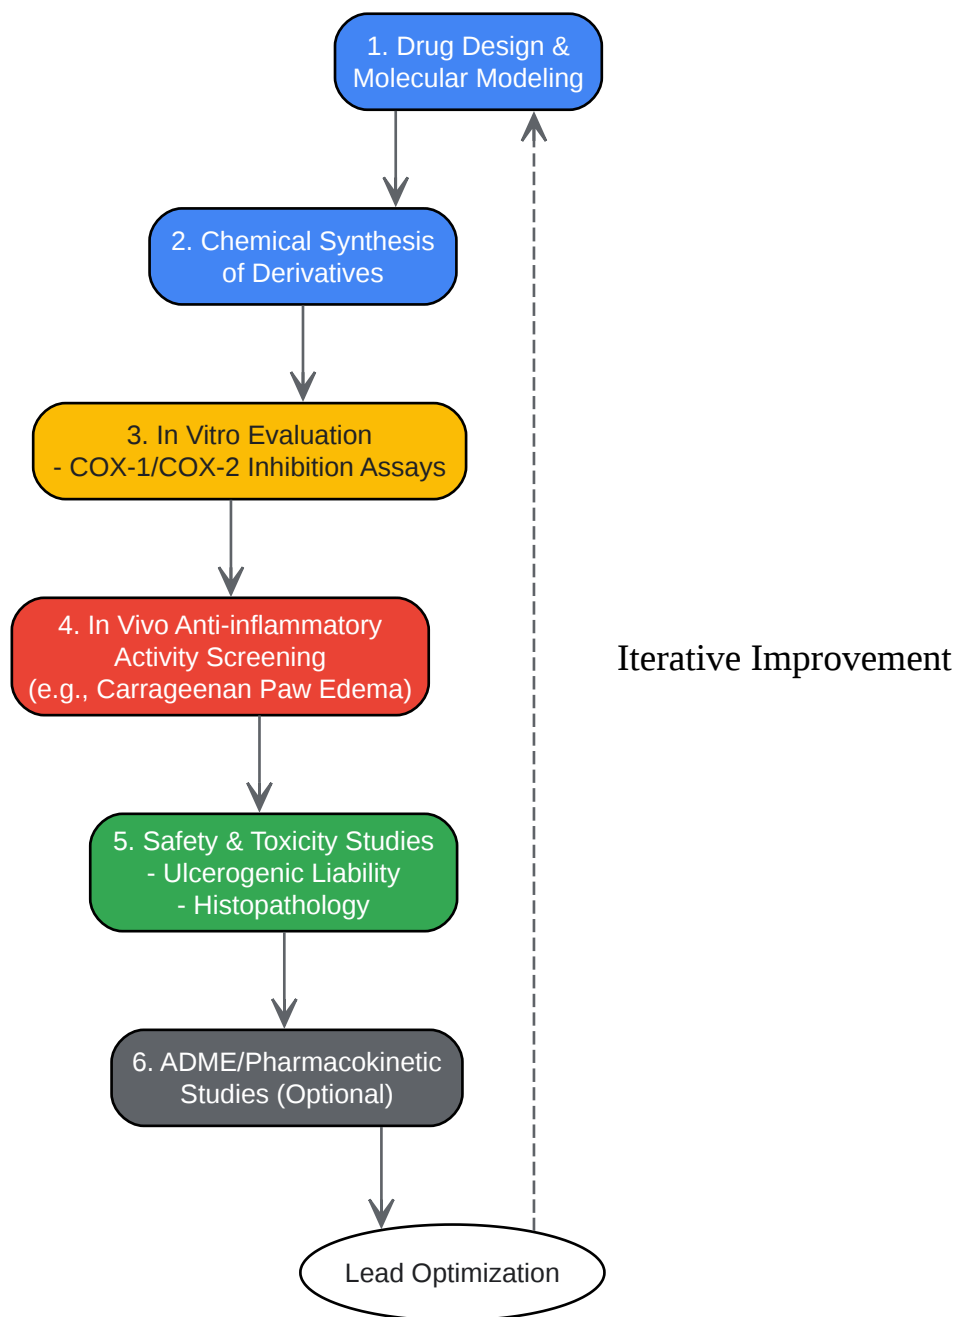 1. Drug Design &
Molecular Modeling
2. Chemical Synthesis
of Derivatives
3. In Vitro Evaluation
- COX-1/COX-2 Inhibition Assays
4. In Vivo Anti-inflammatory
Activity Screening
(e.g., Carrageenan Paw Edema)
Iterative Improvement
5. Safety & Toxicity Studies
- Ulcerogenic Liability
- Histopathology
6. ADME/Pharmacokinetic
Studies (Optional)
Lead Optimization